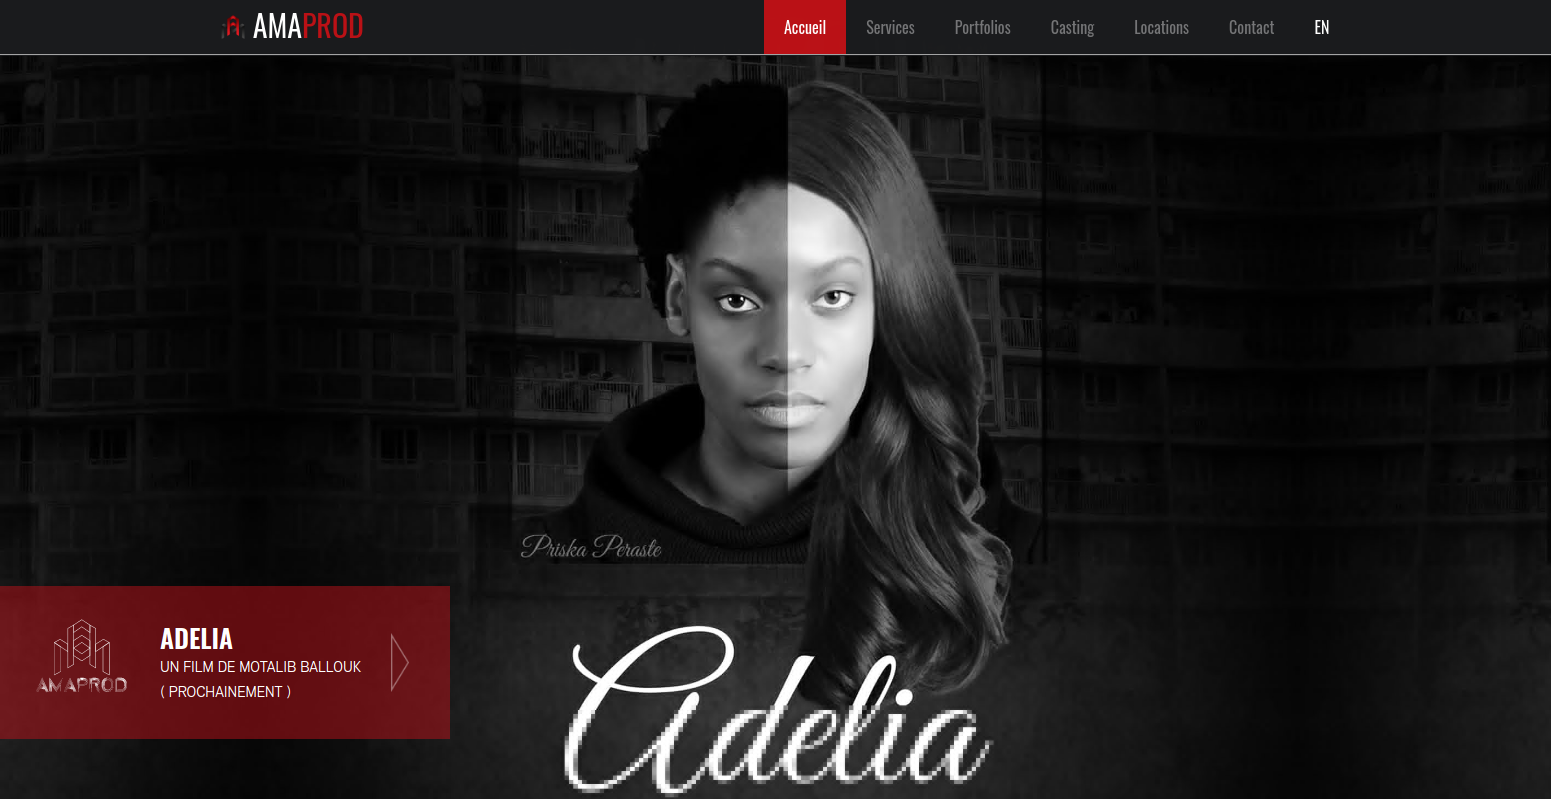 AMAPROD
Accueil
Services
Portfolios
Casting
Locations
Contact
EN
Priska Peraste
AMAPROD
ADELIA
UN FILM DE MOTALIB BALLOUK
( PROCHAINEMENT )
Adelia